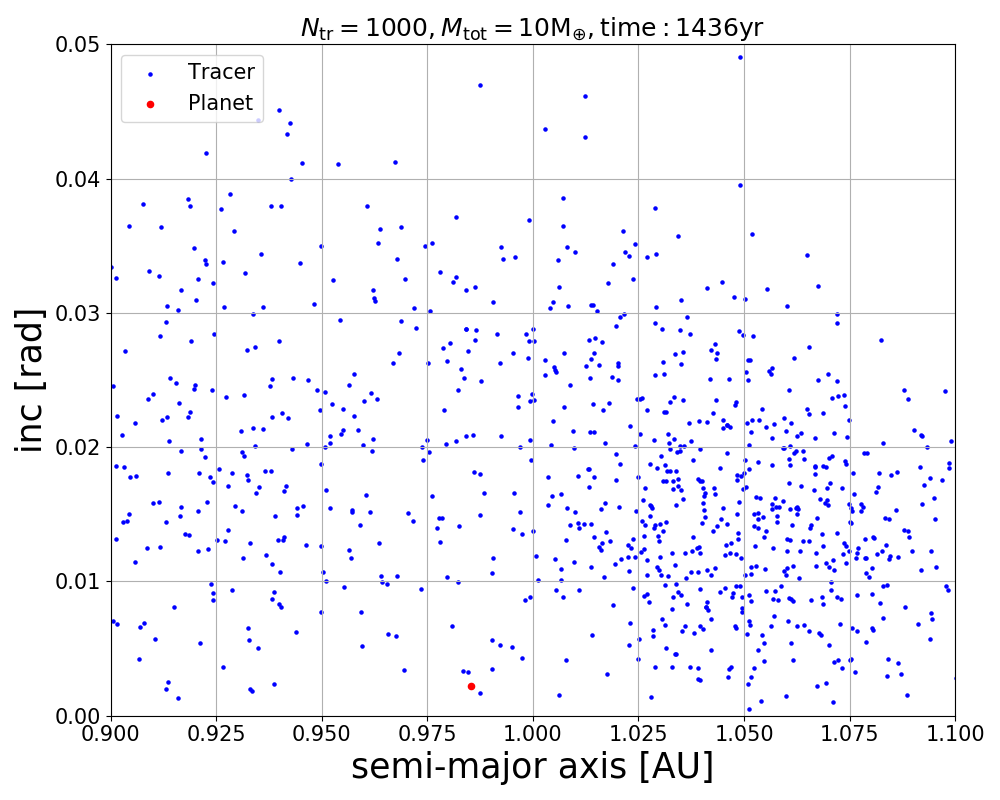 N_tr = 1000, M_tot = 10M_⊕, time : 1436yr
0.05
Tracer
Planet
0.04
0.03
inc [rad]
0.02
0.01
0.00
0.900 0.925 0.950 0.975 1.000 1.025 1.050 1.075 1.100
semi-major axis [AU]